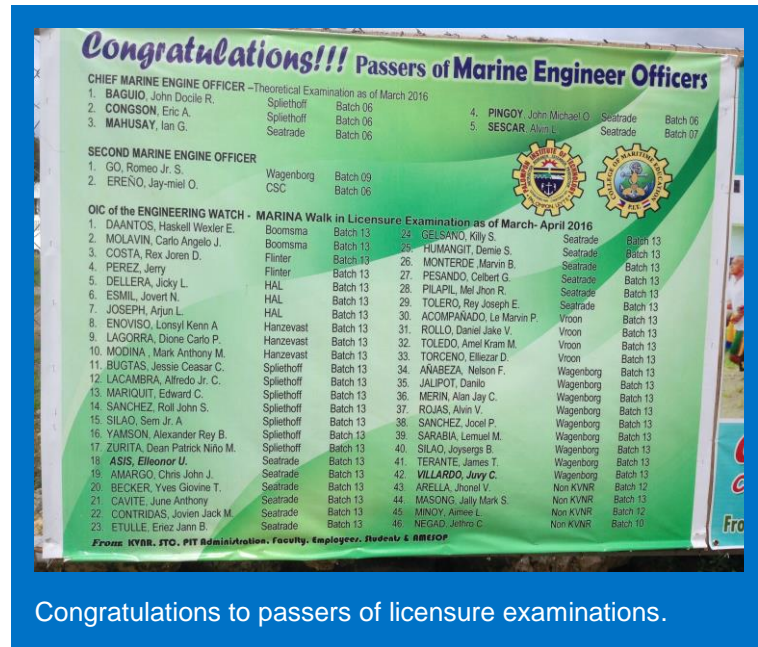 Congratulations!!! Passers of Marine Engineer Officers
CHIEF MARINE ENGINE OFFICER –Theoretical Examination as of March 2016
1. BAGUIO, John Docile R. Spliethoff Batch 06
2. CONGSON, Eric A. Spliethoff Batch 06
3. MAHUSAY, Ian G. Seatrade Batch 06
4. PINGOY, John Michael O Seatrade Batch 06
5. SESCAR, Alvin L Seatrade Batch 07
SECOND MARINE ENGINE OFFICER
1. GO, Romeo Jr. S. Wagenborg Batch 09
2. EREÑO, Jay-miel O. CSC Batch 06
COLLEGE OF MARITIME EDUCATION
P.I.T.
OIC of the ENGINEERING WATCH - MARINA Walk in Licensure Examination as of March- April 2016
1. DAANTOS, Haskell Wexler E. Boomsma Batch 13
2. MOLAVIN, Carlo Angelo J. Boomsma Batch 13
3. COSTA, Rex Joren D. Flinter Batch 13
4. PEREZ, Jerry Flinter Batch 13
5. DELLERA, Jicky L. HAL Batch 13
6. ESMIL, Jovert N. HAL Batch 13
7. JOSEPH, Arjun L. HAL Batch 13
8. ENOVISO, Lonsyl Kenn A Hanzevast Batch 13
9. LAGORRA, Dione Carlo P. Hanzevast Batch 13
10. MODINA , Mark Anthony M. Hanzevast Batch 13
11. BUGTAS, Jessie Ceasar C. Spliethoff Batch 13
12. LACAMBRA, Alfredo Jr. C. Spliethoff Batch 13
13. MARIQUIT, Edward C. Spliethoff Batch 13
14. SANCHEZ, Roll John S. Spliethoff Batch 13
15. SILAO, Sem Jr. A Spliethoff Batch 13
16. YAMSON, Alexander Rey B. Spliethoff Batch 13
17. ZURITA, Dean Patrick Niño M. Spliethoff Batch 13
18. ASIS, Elleonor U. Seatrade Batch 13
19. AMARGO, Chris John J. Seatrade Batch 13
20. BECKER, Yves Giovine T. Seatrade Batch 13
21. CAVITE, June Anthony Seatrade Batch 13
22. CONTRIDAS, Jovien Jack M. Seatrade Batch 13
23. ETULLE, Eriez Jann B. Seatrade Batch 13
24. GELSANO, Killy S. Seatrade Batch 13
25. HUMANGIT, Demie S. Seatrade Batch 13
26. MONTERDE ,Marvin B. Seatrade Batch 13
27. PESANDO, Celbert G. Seatrade Batch 13
28. PILAPIL, Mel Jhon R. Seatrade Batch 13
29. TOLERO, Rey Joseph E. Seatrade Batch 13
30. ACOMPAÑADO, Le Marvin P. Vroon Batch 13
31. ROLLO, Daniel Jake V. Vroon Batch 13
32. TOLEDO, Amel Kram M. Vroon Batch 13
33. TORCENO, Elliezar D. Vroon Batch 13
34. AÑABEZA, Nelson F. Wagenborg Batch 13
35. JALIPOT, Danilo Wagenborg Batch 13
36. MERIN, Alan Jay C. Wagenborg Batch 13
37. ROJAS, Alvin V. Wagenborg Batch 13
38. SANCHEZ, Jocel P. Wagenborg Batch 13
39. SARABIA, Lemuel M. Wagenborg Batch 13
40. SILAO, Joysergs B. Wagenborg Batch 13
41. TERANTE, James T. Wagenborg Batch 13
42. VILLARDO, Juvy C. Wagenborg Batch 13
43. ARELLA, Jhonel V. Non KVNR Batch 12
44. MASONG, Jaily Mark S. Non KVNR Batch 13
45. MINOY, Aimee L. Non KVNR Batch 12
46. NEGAD, Jethro C. Non KVNR Batch 10
From: KVNR, STC, PIT Administration, Faculty, Employees, Students & AMESOP
Fro
Congratulations to passers of licensure examinations.